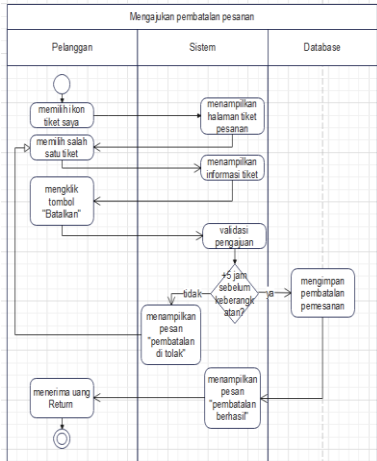 Mengajukan pembatalan pesanan
Pelanggan
Sistem
Database
memilih ikon
tiket saya
menampilkan
halaman tiket
pesanan
memilih salah
satu tiket
menampilkan
informasi tiket
mengklik
tombol
"Batalkan"
validasi
pengajuan
+5 jam
sebelum
keberangk
atan?
tidak
ya
mengimpan
pembatalan
pemesanan
menampilkan
pesan
"pembatalan
di tolak"
menampilkan
pesan
"pembatalan
berhasil"
menerima uang
Return